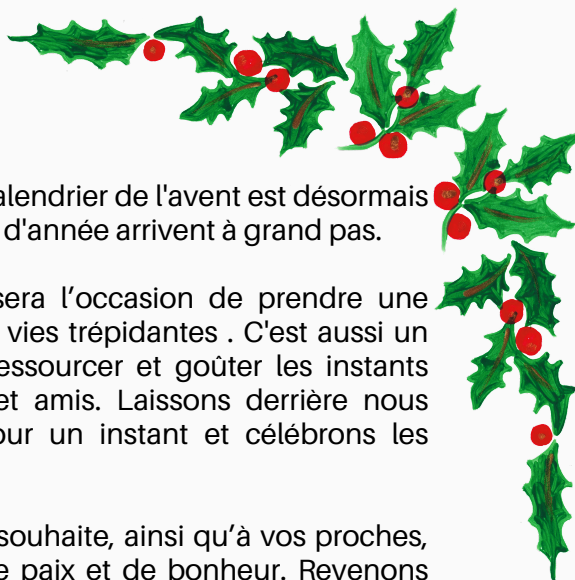 alendrier de l'avent est désormais
d'année arrivent à grand pas.
sera l’occasion de prendre une
vies trépidantes . C'est aussi un
essourcer et goûter les instants
et amis. Laissons derrière nous
our un instant et célébrons les
souhaite, ainsi qu’à vos proches,
e paix et de bonheur. Revenons